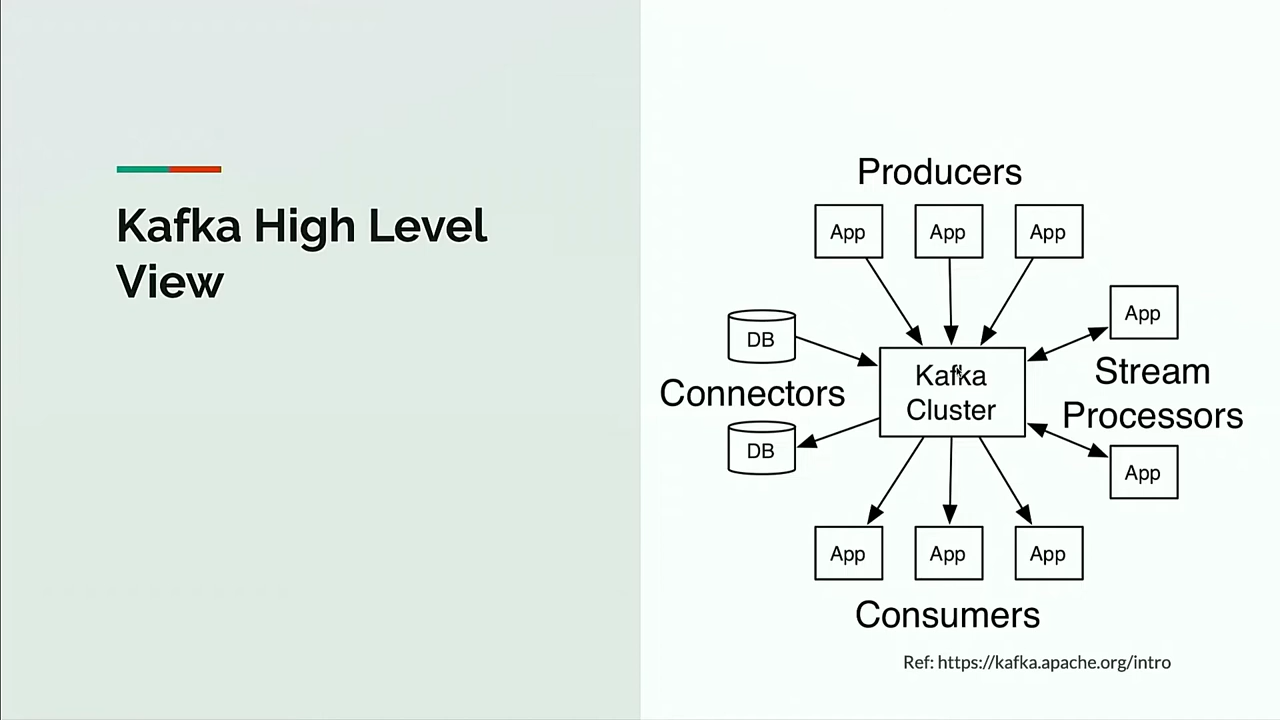 Kafka High Level
View
Producers
App
App
App
DB
Connectors
DB
Kafka
Cluster
App
Stream
Processors
App
App
App
App
Consumers
Ref: https://kafka.apache.org/intro